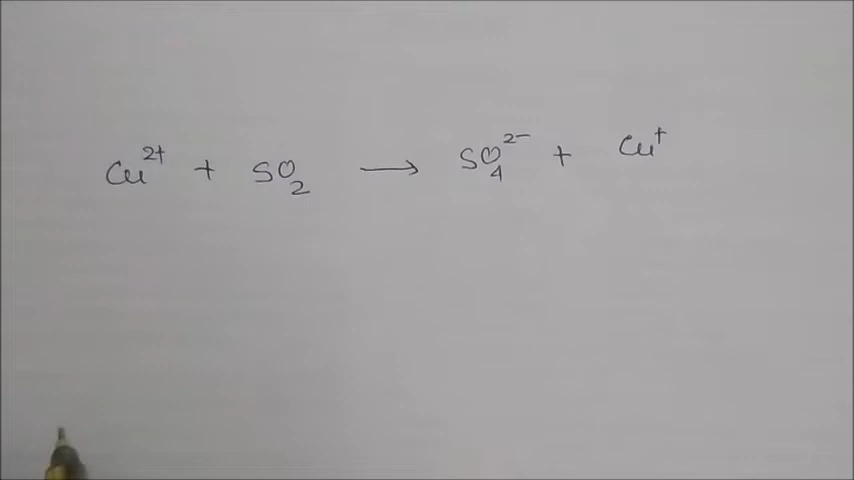 Cu²⁺ + SO₂ → SO₄²⁻ + Cu⁺